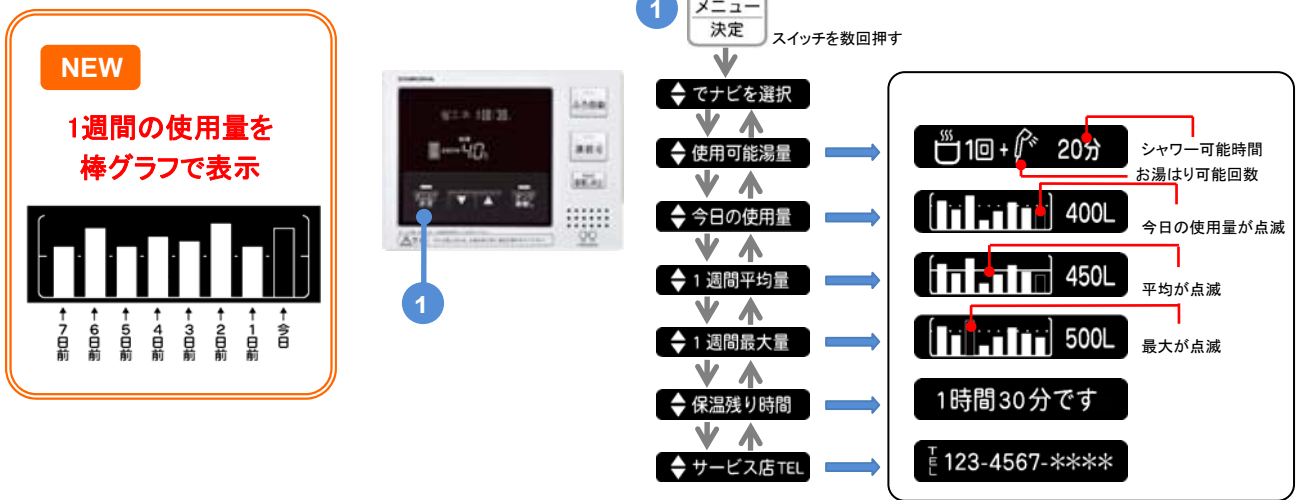 NEW
1週間の使用量を
棒グラフで表示
↑7日前
↑6日前
↑5日前
↑4日前
↑3日前
↑2日前
↑1日前
↑今日
1
1
メニュー
決定
スイッチを数回押す
でナビを選択
使用可能湯量
1回+ 20分
シャワー可能時間
お湯はり可能回数
今日の使用量
400L
今日の使用量が点滅
1週間平均量
450L
平均が点滅
1週間最大量
500L
最大が点滅
保温残り時間
1時間30分です
サービス店TEL
TEL 123-4567-****